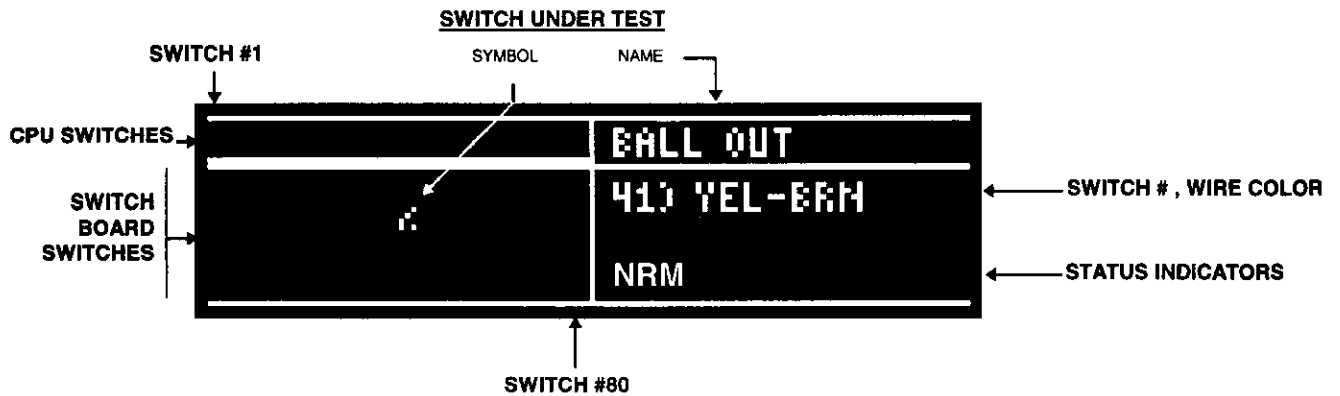 SWITCH UNDER TEST
SWITCH #1
SYMBOL
NAME
CPU SWITCHES
BALL OUT
SWITCH
BOARD
SWITCHES
41) YEL-BRN
SWITCH # , WIRE COLOR
NRM
STATUS INDICATORS
SWITCH #80